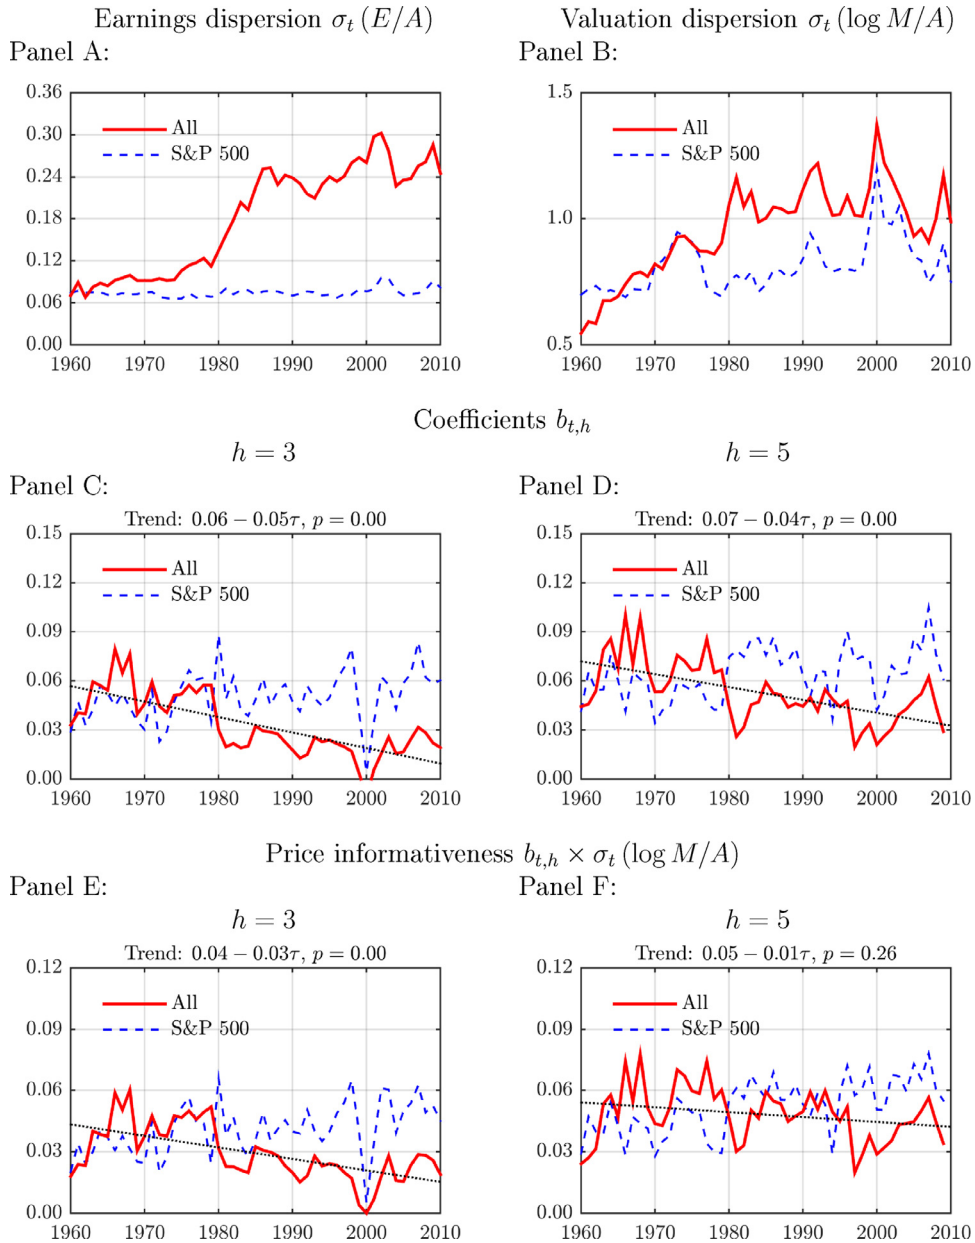 Earnings dispersion σ_t (E/A)
Panel A:
0.36
0.30
0.24
0.18
0.12
0.06
0.00
All
S&P 500
1960 1970 1980 1990 2000 2010
Valuation dispersion σ_t (log M/A)
Panel B:
1.5
1.0
0.5
All
S&P 500
1960 1970 1980 1990 2000 2010
Coefficients b_{t,h}
h = 3
Panel C:
Trend: 0.06 − 0.05τ, p = 0.00
0.15
0.12
0.09
0.06
0.03
0.00
All
S&P 500
1960 1970 1980 1990 2000 2010
h = 5
Panel D:
Trend: 0.07 − 0.04τ, p = 0.00
0.15
0.12
0.09
0.06
0.03
0.00
All
S&P 500
1960 1970 1980 1990 2000 2010
Price informativeness b_{t,h} × σ_t (log M/A)
Panel E:
h = 3
Trend: 0.04 − 0.03τ, p = 0.00
0.12
0.09
0.06
0.03
0.00
All
S&P 500
1960 1970 1980 1990 2000 2010
Panel F:
h = 5
Trend: 0.05 − 0.01τ, p = 0.26
0.12
0.09
0.06
0.03
0.00
All
S&P 500
1960 1970 1980 1990 2000 2010